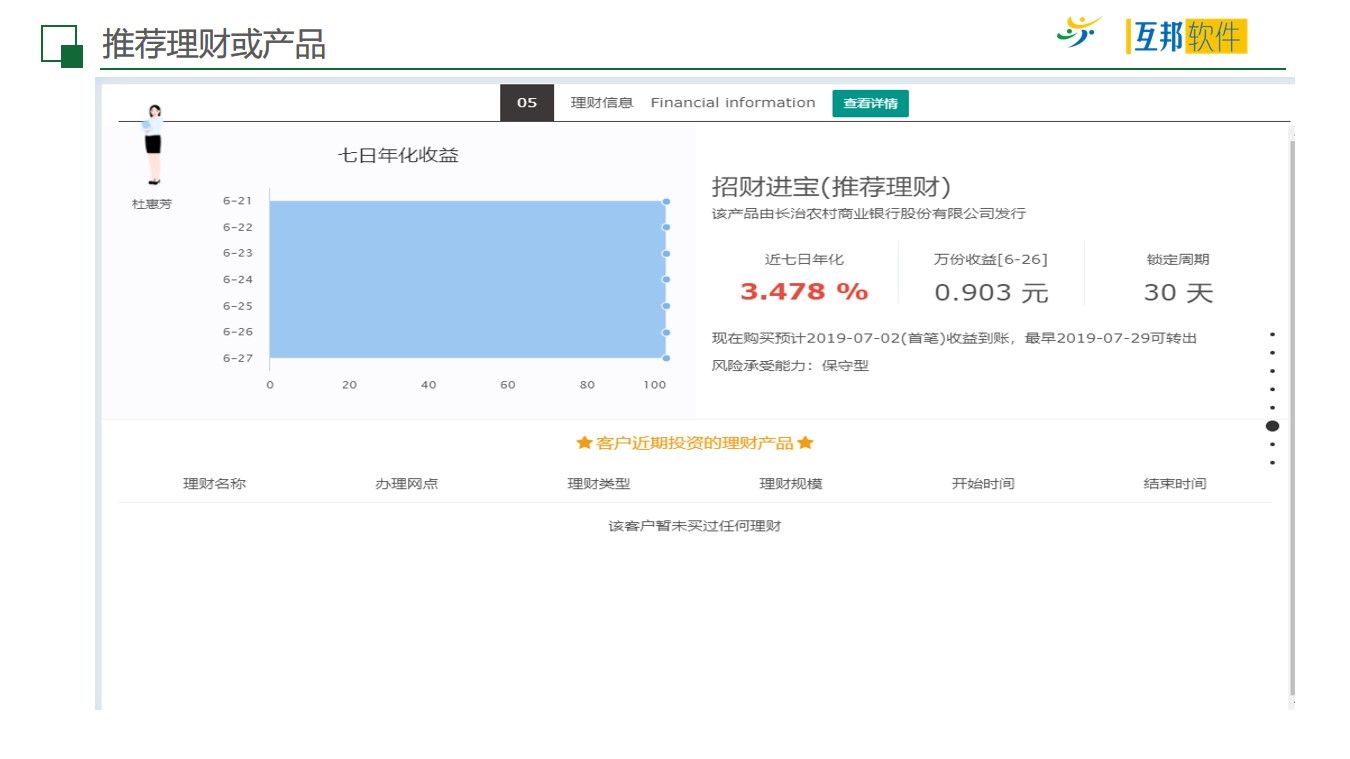 推荐理财或产品
互邦软件
05 理财信息 Financial information 查看详情
杜惠芳
七日年化收益
6-21
6-22
6-23
6-24
6-25
6-26
6-27
0 20 40 60 80 100
招财进宝(推荐理财)
该产品由长治农村商业银行股份有限公司发行
近七日年化 万份收益[6-26] 锁定周期
3.478 % 0.903 元 30 天
现在购买预计2019-07-02(首笔)收益到账，最早2019-07-29可转出
风险承受能力：保守型
★客户近期投资的理财产品★
理财名称 办理网点 理财类型 理财规模 开始时间 结束时间
该客户暂未买过任何理财